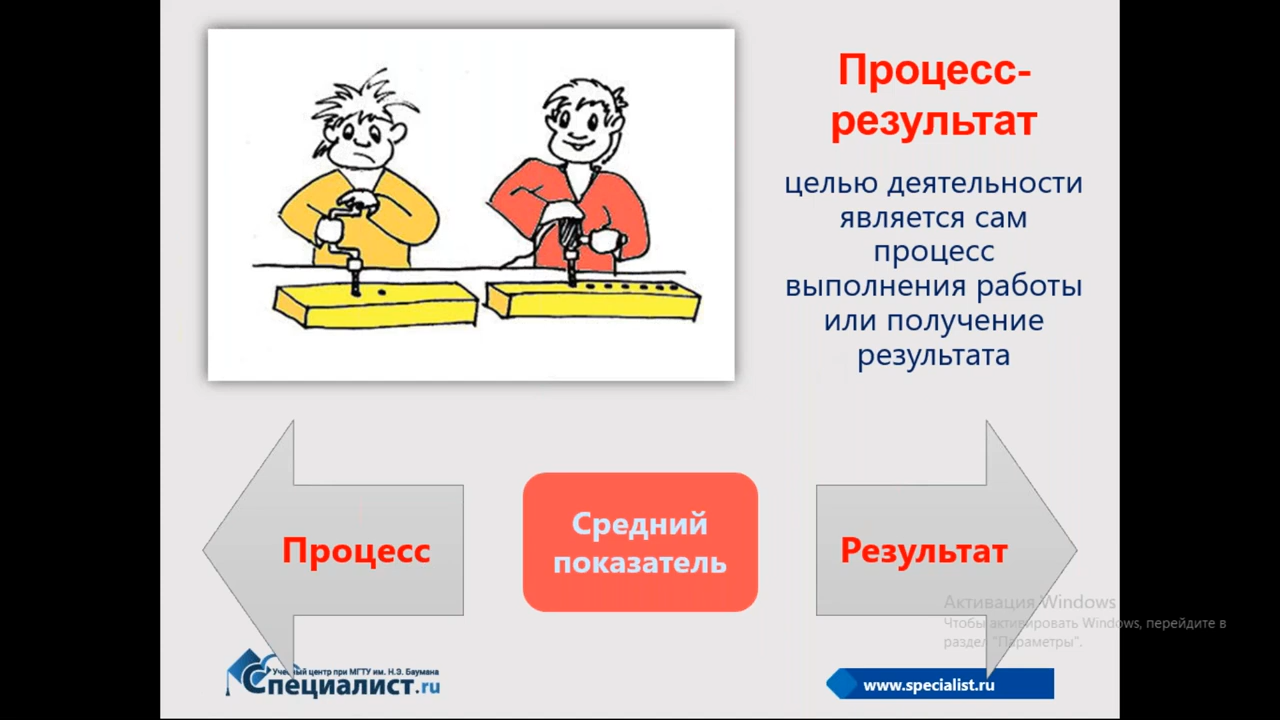 Процесс-
результат
целью деятельности
является сам
процесс
выполнения работы
или получение
результата
Процесс
Средний
показатель
Результат
Активация Windows
Чтобы активировать Windows, перейдите в
раздел "Параметры".
Учебный центр при МГТУ им. Н.Э. Баумана
Специалист.ru
www.specialist.ru